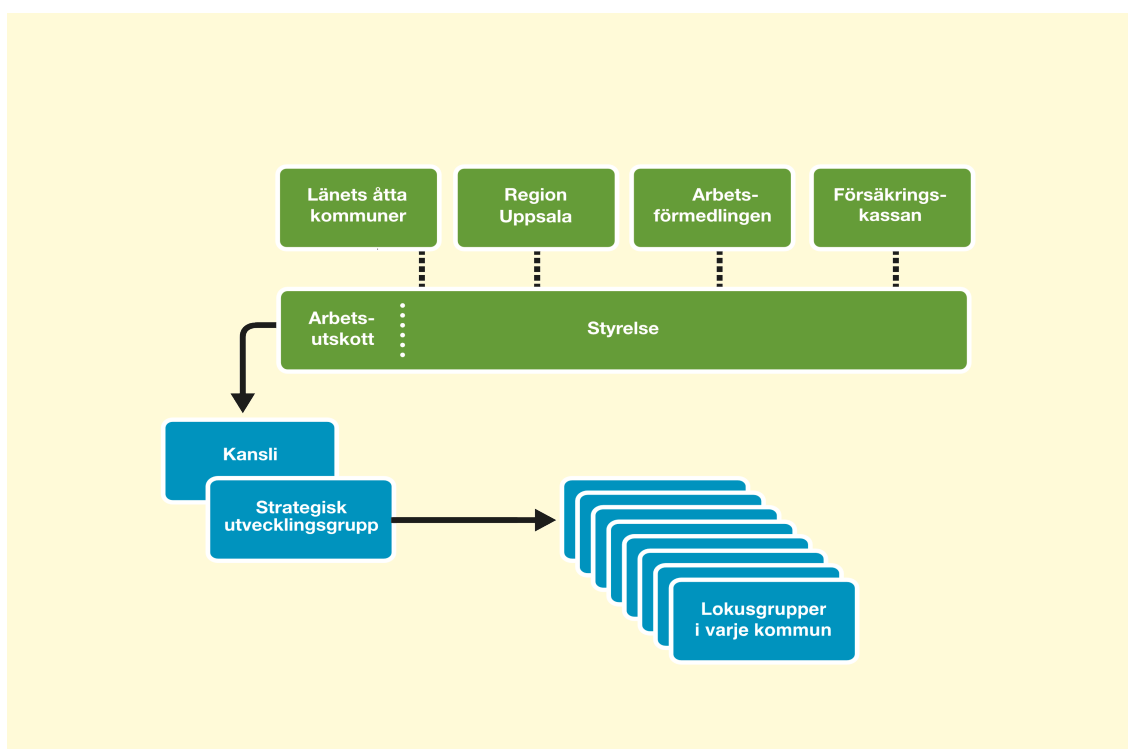 Länets åtta
kommuner
Region
Uppsala
Arbets-
förmedlingen
Försäkrings-
kassan
Arbets-
utskott
Styrelse
Kansli
Strategisk
utvecklingsgrupp
Lokusgrupper
i varje kommun